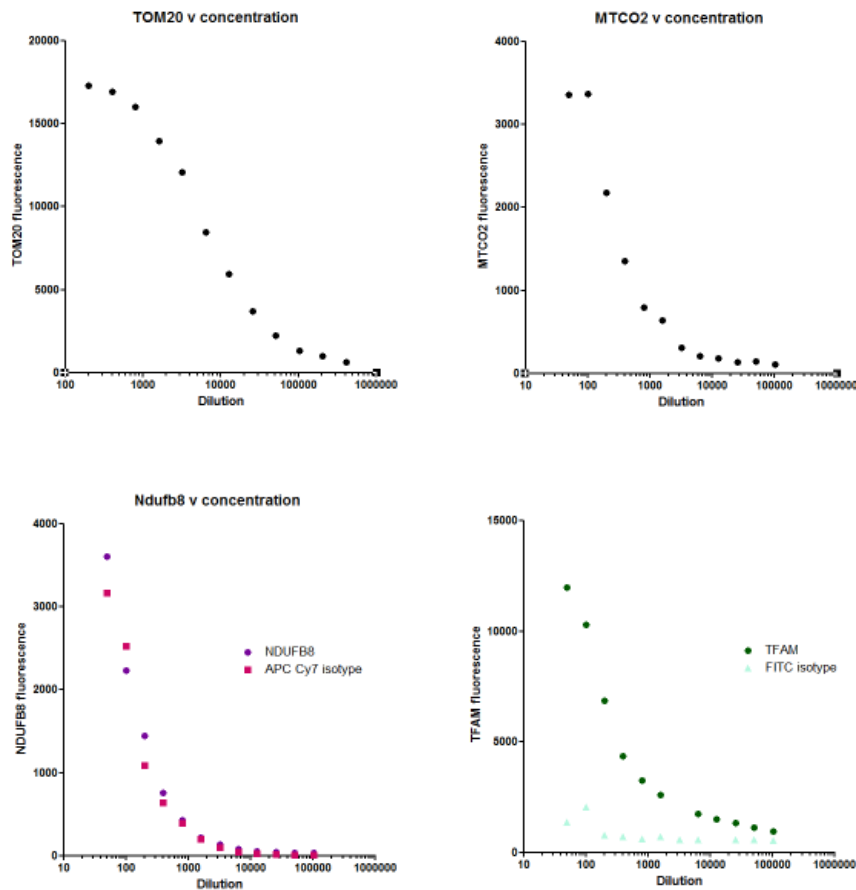 TOM20 v concentration
20000
15000
10000
5000
0
TOM20 fluorescence
100
1000
10000
100000
1000000
Dilution
MTCO2 v concentration
4000
3000
2000
1000
0
MTCO2 fluorescence
10
100
1000
10000
100000
1000000
Dilution
Ndufb8 v concentration
4000
3000
2000
1000
0
NDUFB8 fluorescence
NDUFB8
APC Cy7 isotype
10
100
1000
10000
100000
1000000
Dilution
15000
10000
5000
0
TFAM fluorescence
TFAM
FITC isotype
10
100
1000
10000
100000
1000000
Dilution